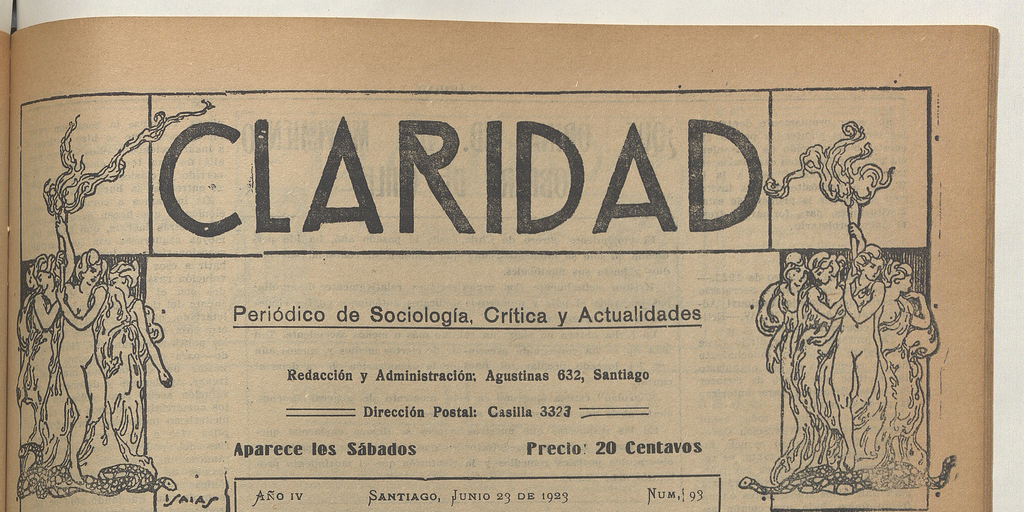 CLARIDAD
Periódico de Sociología, Crítica y Actualidades
Redacción y Administración: Agustinas 632, Santiago
Dirección Postal: Casilla 3323
Aparece los Sábados Precio: 20 Centavos
ISAIAS
AÑO IV SANTIAGO, JUNIO 23 DE 1923 NUM, 93